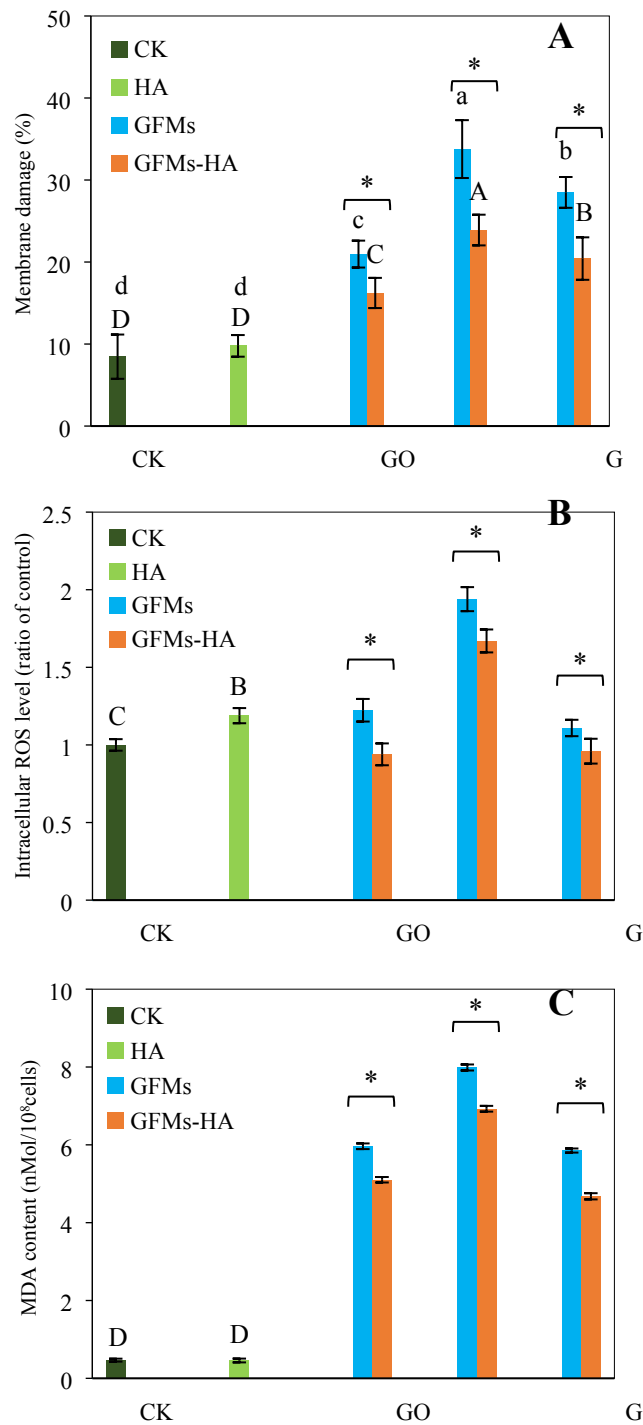 A
CK
HA
GFMs
GFMs-HA
Membrane damage (%)
50
40
30
20
10
0
d
D
d
D
*
c
C
*
a
A
*
b
B
CK
GO
G
B
CK
HA
GFMs
GFMs-HA
Intracellular ROS level (ratio of control)
2.5
2
1.5
1
0.5
0
C
B
*
*
*
CK
GO
G
C
CK
HA
GFMs
GFMs-HA
MDA content (nMol/10⁸cells)
10
8
6
4
2
0
D
D
*
*
*
CK
GO
G